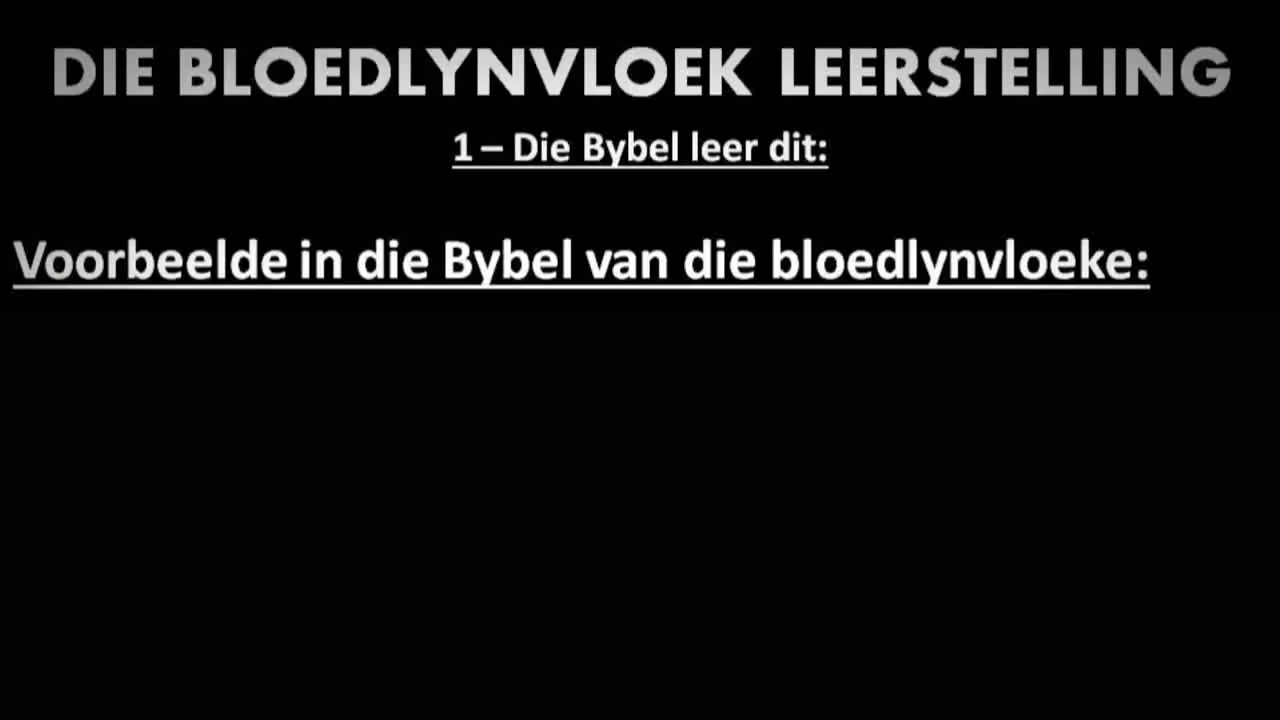 DIE BLOEDLYNVLOEK LEERSTELLING
1 – Die Bybel leer dit:
Voorbeelde in die Bybel van die bloedlynvloeke: